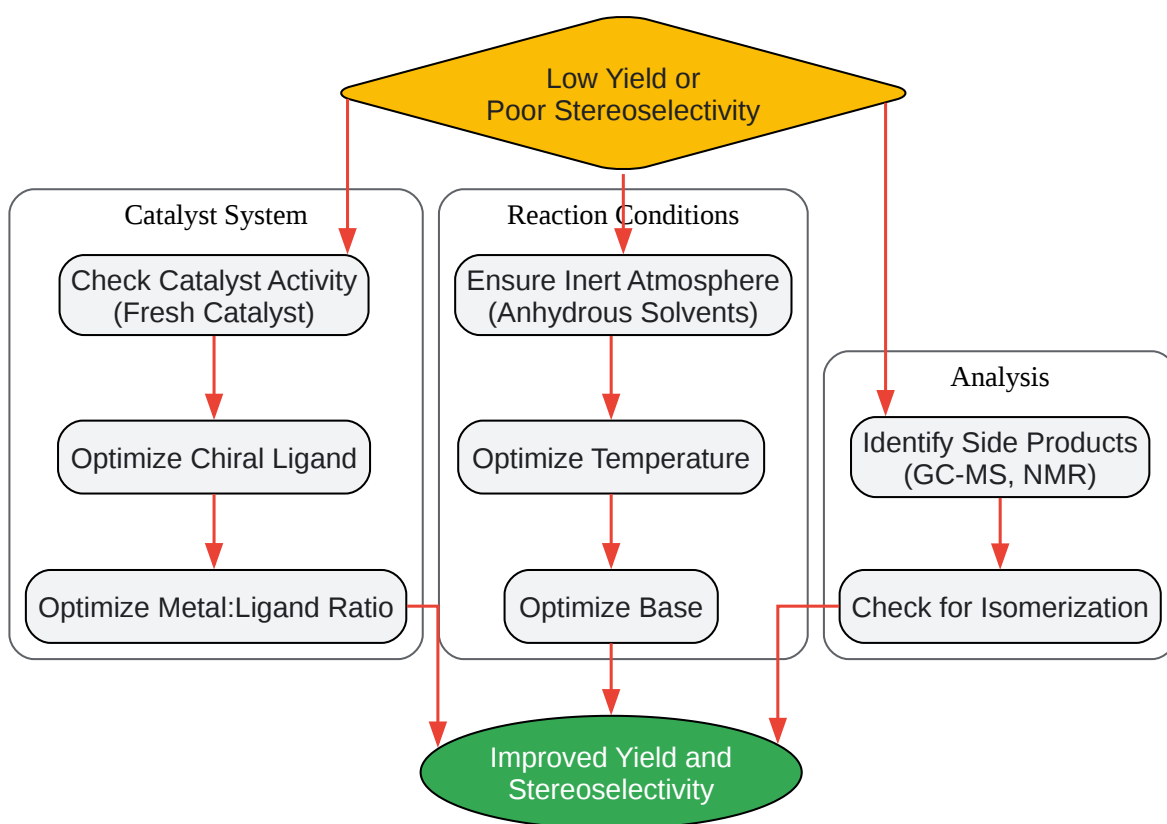 Low Yield or
Poor Stereoselectivity
Catalyst System
Check Catalyst Activity
(Fresh Catalyst)
Optimize Chiral Ligand
Optimize Metal:Ligand Ratio
Reaction Conditions
Ensure Inert Atmosphere
(Anhydrous Solvents)
Optimize Temperature
Optimize Base
Analysis
Identify Side Products
(GC-MS, NMR)
Check for Isomerization
Improved Yield and
Stereoselectivity